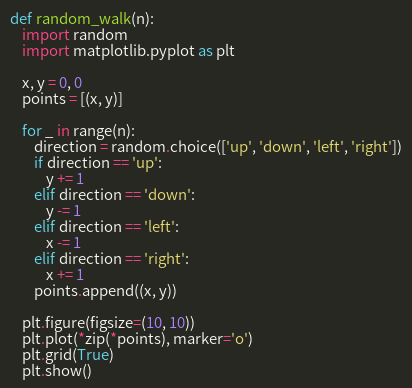 def random_walk(n):
    import random
    import matplotlib.pyplot as plt

    x, y = 0, 0
    points = [(x, y)]

    for _ in range(n):
        direction = random.choice(['up', 'down', 'left', 'right'])
        if direction == 'up':
            y += 1
        elif direction == 'down':
            y -= 1
        elif direction == 'left':
            x -= 1
        elif direction == 'right':
            x += 1
        points.append((x, y))

    plt.figure(figsize=(10, 10))
    plt.plot(*zip(*points), marker='o')
    plt.grid(True)
    plt.show()